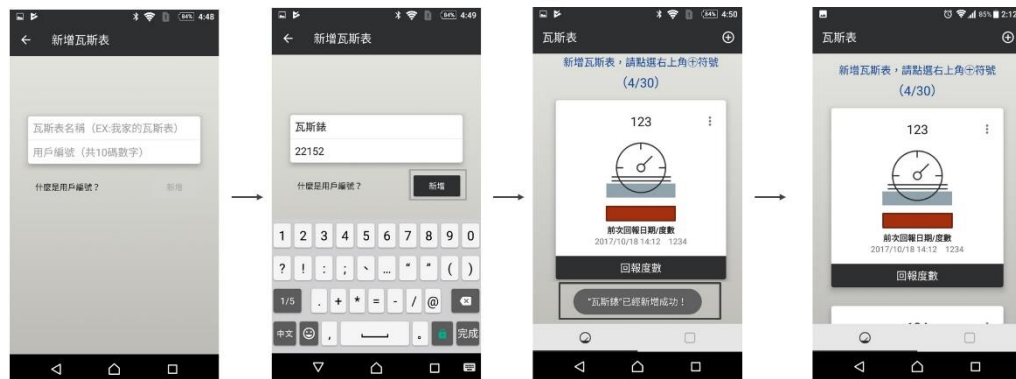 84% 4:48
← 新增瓦斯表
瓦斯表名稱（EX:我家的瓦斯表）
用戶編號（共10碼數字）
什麼是用戶編號？ 新增
84% 4:49
← 新增瓦斯表
瓦斯錶
22152
什麼是用戶編號？ 新增
1 2 3 4 5 6 7 8 9 0
? ! : ; 、 … “ ” ( )
1/5 . + * = - / @
中文 , 。 完成
84% 4:50
瓦斯表
新增瓦斯表，請點選右上角⊕符號
（4/30）
123
前次回報日期/度數
2017/10/18 14:12 1234
回報度數
"瓦斯錶"已經新增成功！
85% 2:12
瓦斯表
新增瓦斯表，請點選右上角⊕符號
（4/30）
123
前次回報日期/度數
2017/10/18 14:12 1234
回報度數